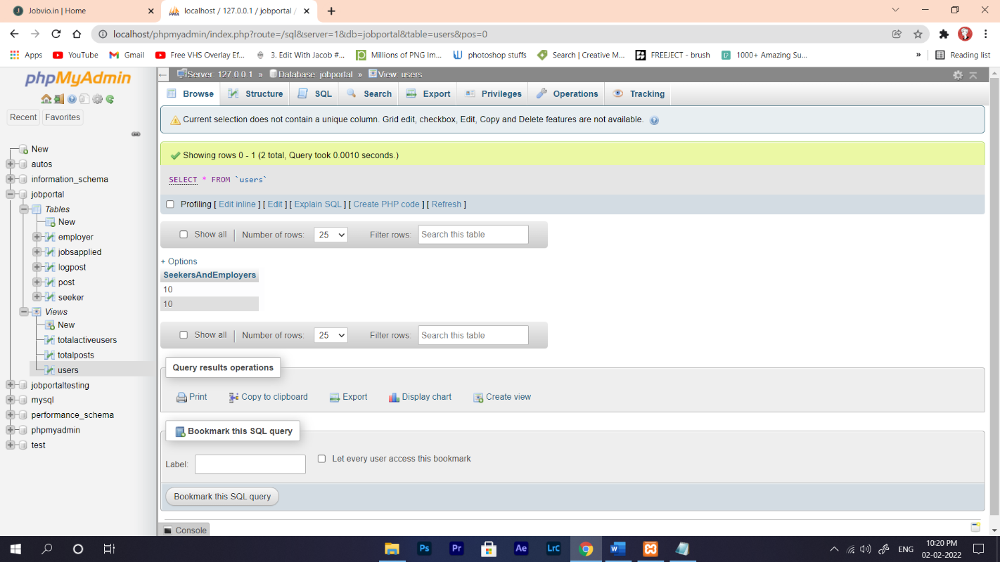 Jobvio.in | Home
localhost / 127.0.0.1 / jobportal /
localhost/phpmyadmin/index.php?route=/sql&server=1&db=jobportal&table=users&pos=0
Apps YouTube Gmail Free VHS Overlay Ef... 3. Edit With Jacob #... Millions of PNG Im... photoshop stuffs Search | Creative M... FREEJECT - brush 1000+ Amazing Su... » Reading list
phpMyAdmin
Recent Favorites
New
autos
information_schema
jobportal
Tables
New
employer
jobsapplied
logpost
post
seeker
Views
New
totalactiveusers
totalposts
users
jobportaltesting
mysql
performance_schema
phpmyadmin
test
Server 127 0 0 1 » Database jobportal » View users
Browse Structure SQL Search Export Privileges Operations Tracking
Current selection does not contain a unique column. Grid edit, checkbox, Edit, Copy and Delete features are not available.
Showing rows 0 - 1 (2 total, Query took 0.0010 seconds.)
SELECT * FROM `users`
Profiling [ Edit inline ] [ Edit ] [ Explain SQL ] [ Create PHP code ] [ Refresh ]
Show all Number of rows: 25 Filter rows: Search this table
+ Options
SeekersAndEmployers
10
10
Show all Number of rows: 25 Filter rows: Search this table
Query results operations
Print Copy to clipboard Export Display chart Create view
Bookmark this SQL query
Label: Let every user access this bookmark
Bookmark this SQL query
Console
Ps Pr Ae LrC
ENG 10:20 PM
02-02-2022